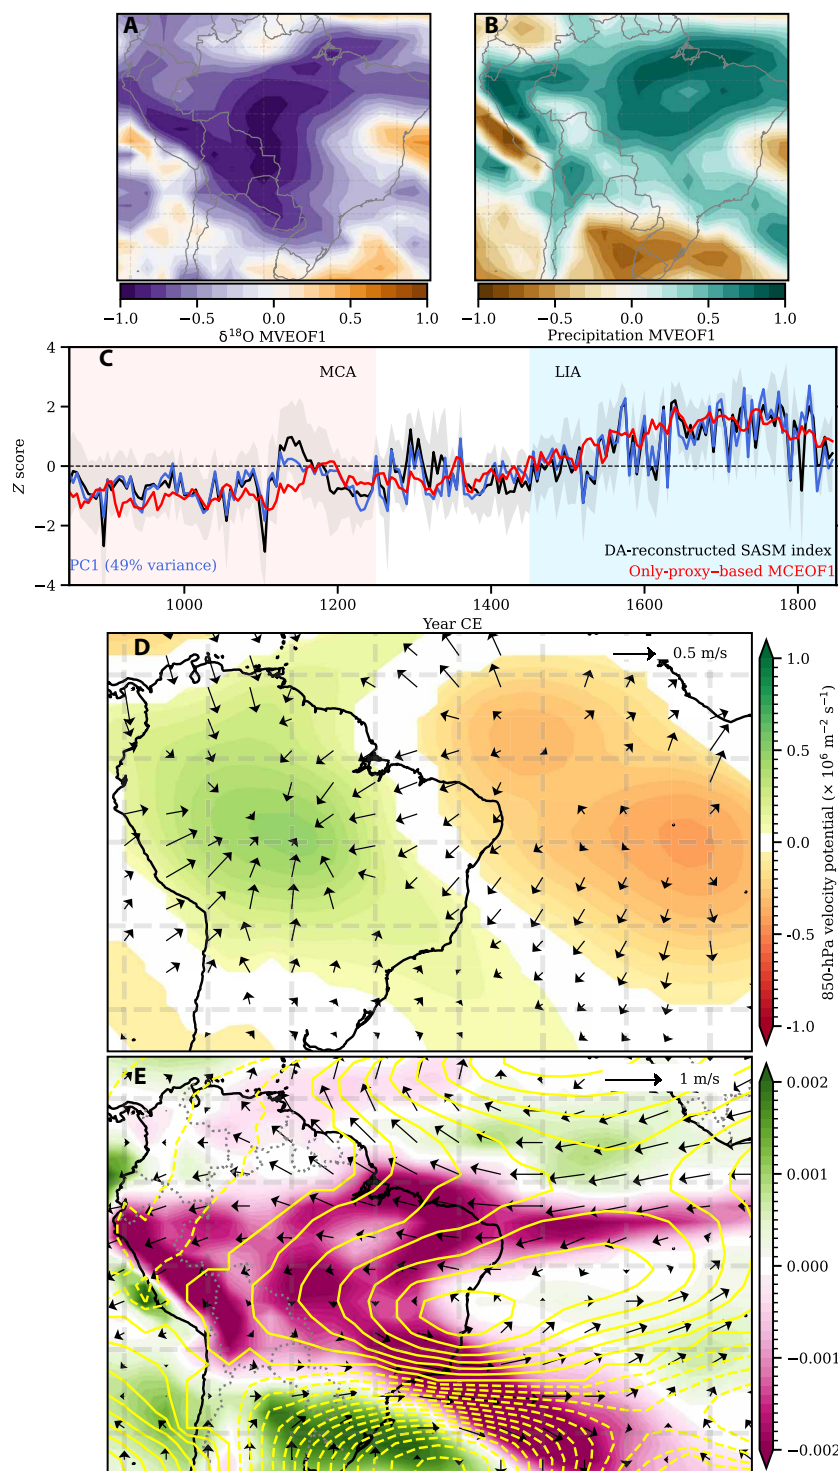 A
B
−1.0 −0.5 0.0 0.5 1.0
−1.0 −0.5 0.0 0.5 1.0
δ¹⁸O MVEOF1
Precipitation MVEOF1
C
MCA
LIA
4
2
0
−2
−4
Z score
PC1 (49% variance)
DA-reconstructed SASM index
Only-proxy–based MCEOF1
1000 1200 1400 1600 1800
Year CE
D
0.5 m/s
1.0
0.5
0.0
-0.5
-1.0
850-hPa velocity potential (× 10⁶ m⁻² s⁻¹)
E
1 m/s
0.002
0.001
0.000
−0.001
−0.002